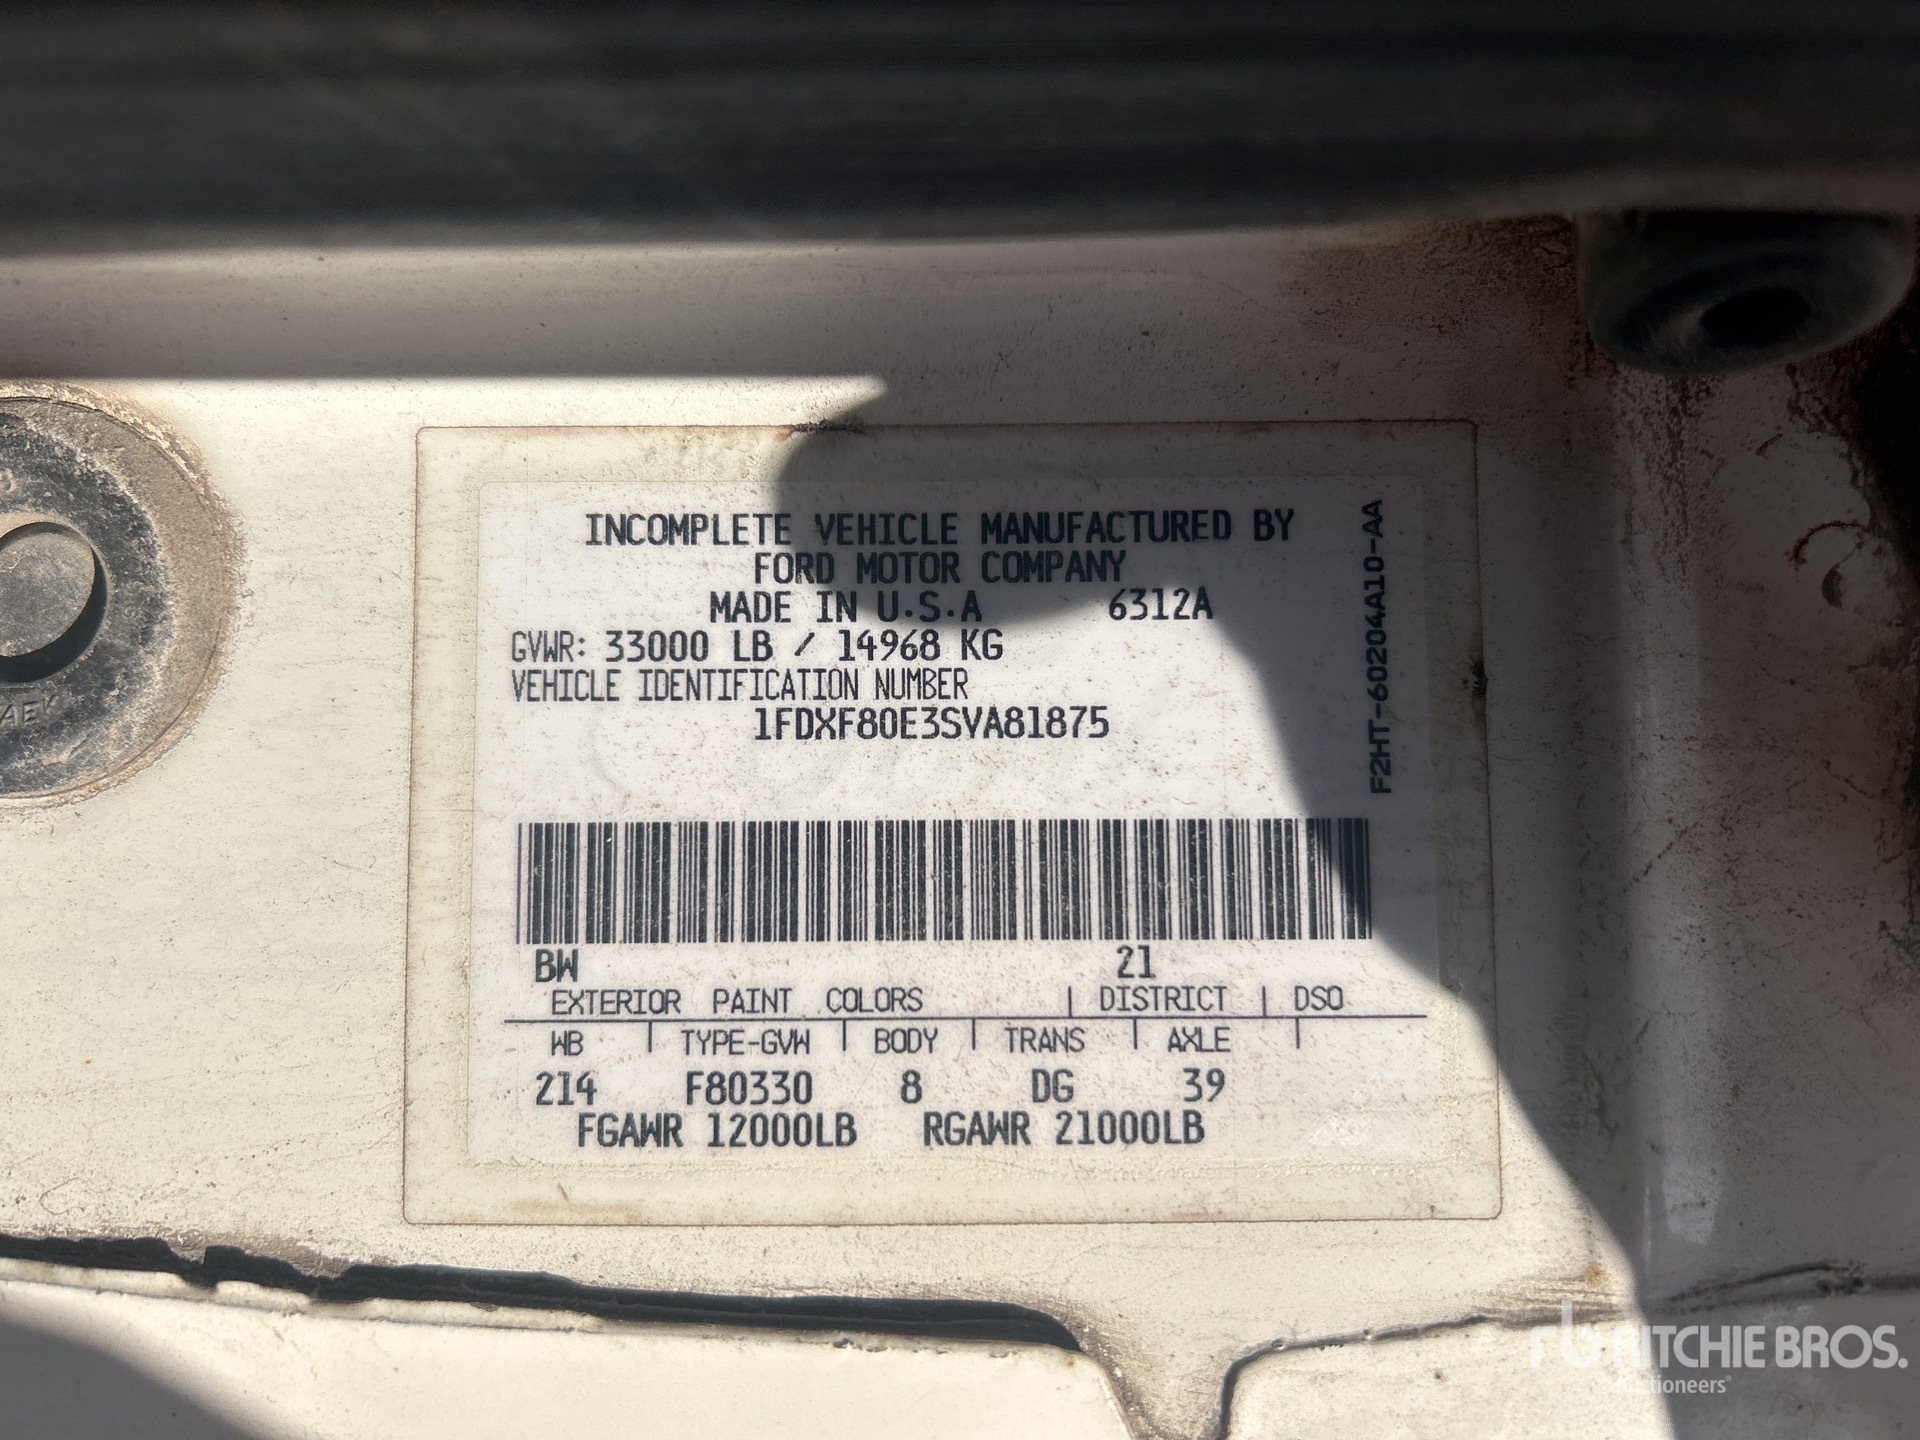 INCOMPLETE VEHICLE MANUFACTURED BY
FORD MOTOR COMPANY
MADE IN U.S.A 6312A
GVWR: 33000 LB / 14968 KG
VEHICLE IDENTIFICATION NUMBER
1FDXF80E3SVA81875
F2HT-60204A10-AA
BW 21
EXTERIOR PAINT COLORS | DISTRICT | DSO
WB | TYPE-GVW | BODY | TRANS | AXLE |
214 F80330 8 DG 39
FGAWR 12000LB RGAWR 21000LB
rb RITCHIE BROS.
Auctioneers